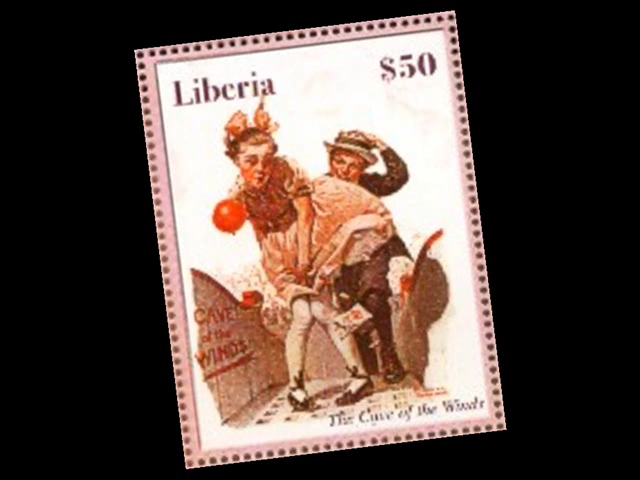 Liberia
$50
CAVE
of the
WINDS
The Cave of the Winds